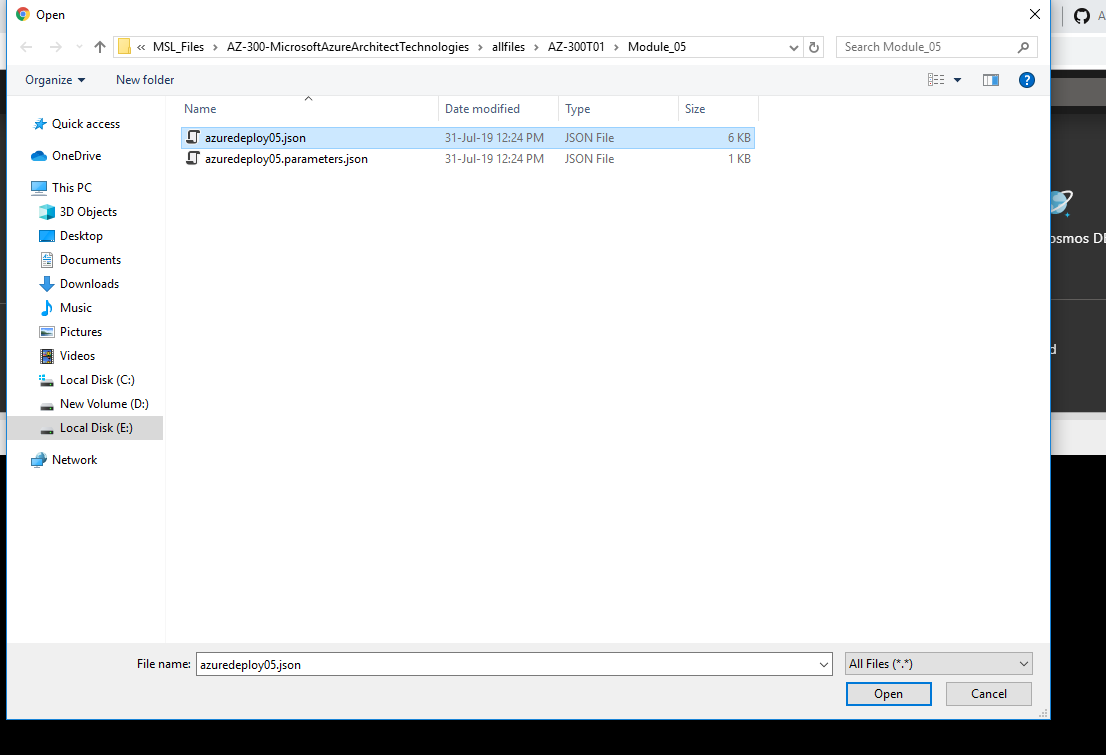 Open
« MSL_Files › AZ-300-MicrosoftAzureArchitectTechnologies › allfiles › AZ-300T01 › Module_05
Search Module_05
Organize New folder
Name Date modified Type Size
azuredeploy05.json 31-Jul-19 12:24 PM JSON File 6 KB
azuredeploy05.parameters.json 31-Jul-19 12:24 PM JSON File 1 KB
Quick access
OneDrive
This PC
3D Objects
Desktop
Documents
Downloads
Music
Pictures
Videos
Local Disk (C:)
New Volume (D:)
Local Disk (E:)
Network
File name: azuredeploy05.json All Files (*.*)
Open Cancel
A
osmos DB
d